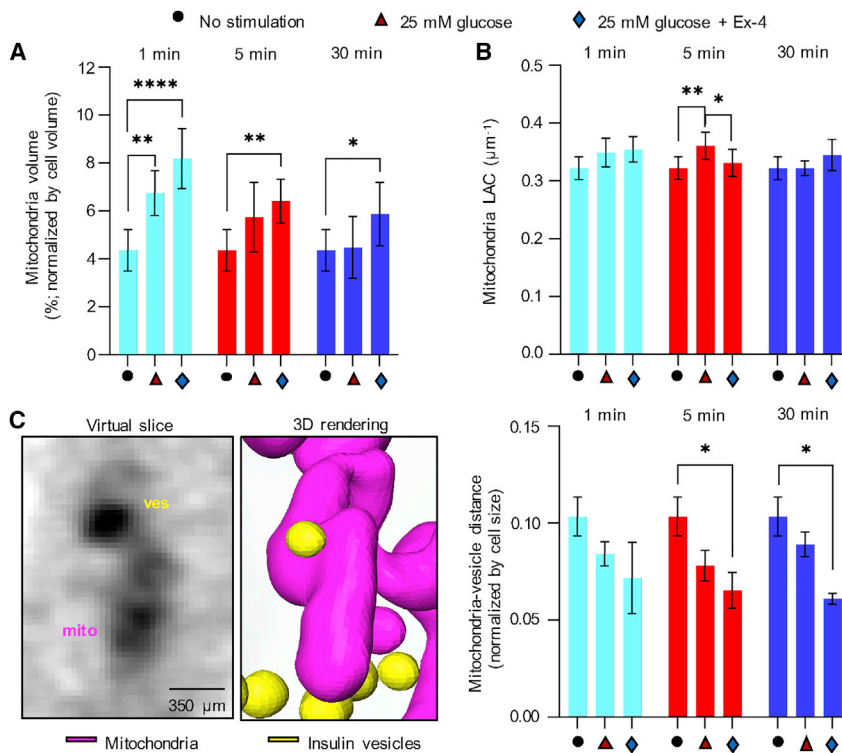 No stimulation 25 mM glucose 25 mM glucose + Ex-4
A
1 min 5 min 30 min
Mitochondria volume
(%; normalized by cell volume)
12
10
8
6
4
2
0
**
****
**
*
B
1 min 5 min 30 min
Mitochondria LAC (μm⁻¹)
0.5
0.4
0.3
0.2
0.1
0.0
** *
C
Virtual slice 3D rendering
ves
mito
350 μm
Mitochondria Insulin vesicles
1 min 5 min 30 min
Mitochondria-vesicle distance
(normalized by cell size)
0.15
0.10
0.05
0.00
* *